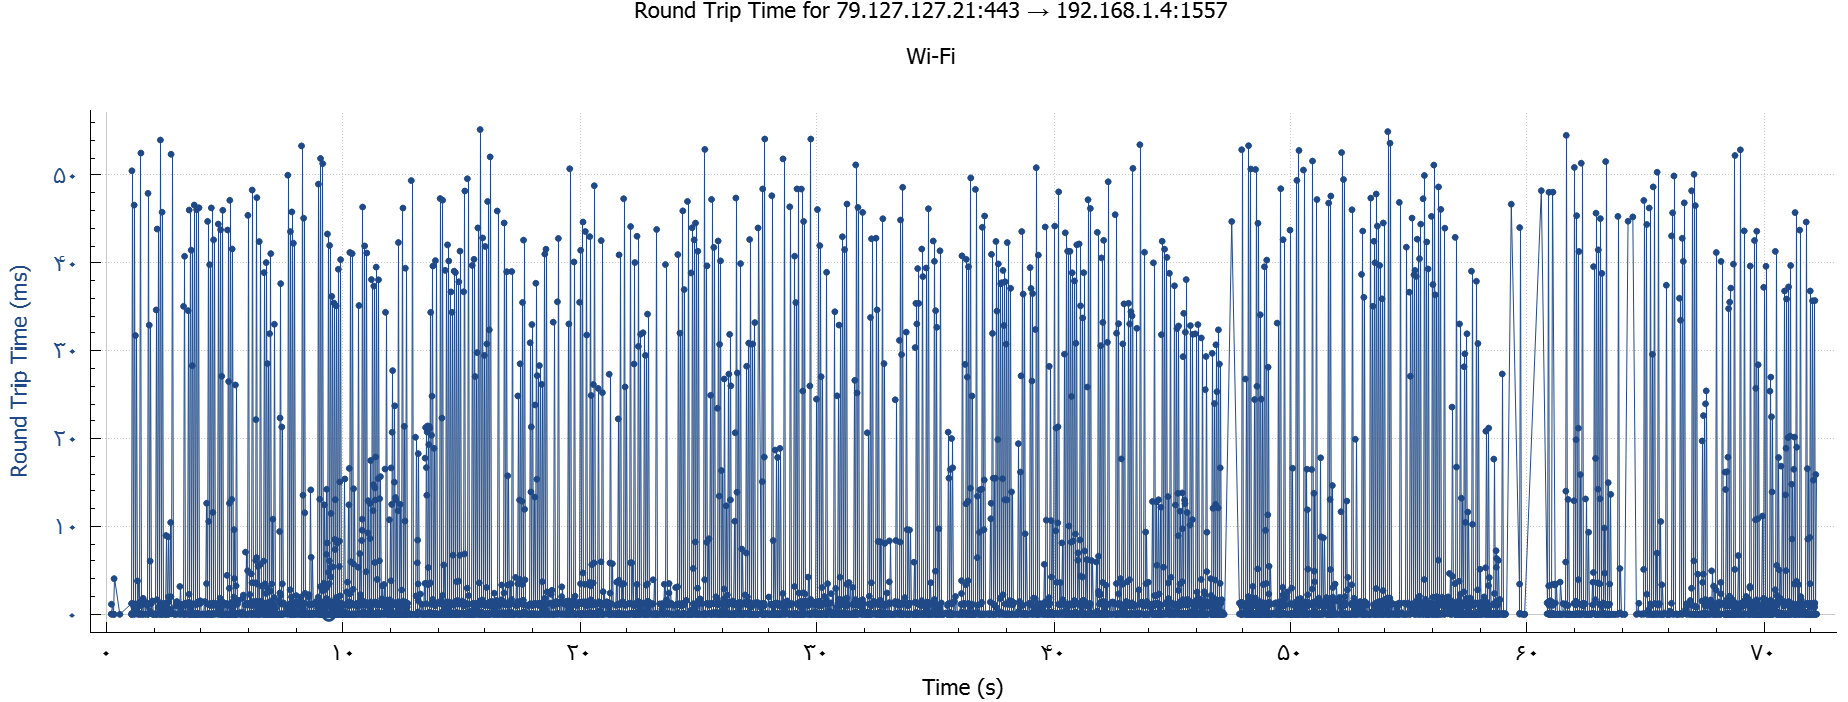 Round Trip Time for 79.127.127.21:443 → 192.168.1.4:1557
Wi-Fi
Round Trip Time (ms)
۵۰
۴۰
۳۰
۲۰
۱۰
۰
۰ ۱۰ ۲۰ ۳۰ ۴۰ ۵۰ ۶۰ ۷۰
Time (s)